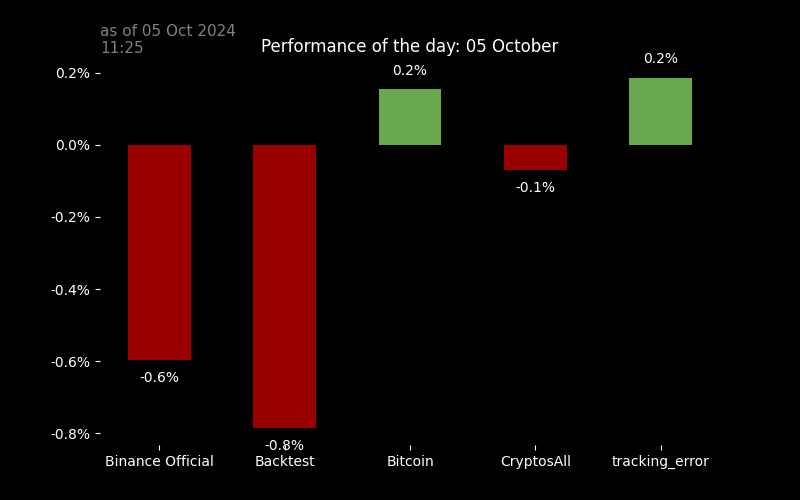 as of 05 Oct 2024
11:25
Performance of the day: 05 October
0.2%
0.0%
-0.2%
-0.4%
-0.6%
-0.8%
-0.6%
-0.8%
0.2%
-0.1%
0.2%
Binance Official
Backtest
Bitcoin
CryptosAll
tracking_error